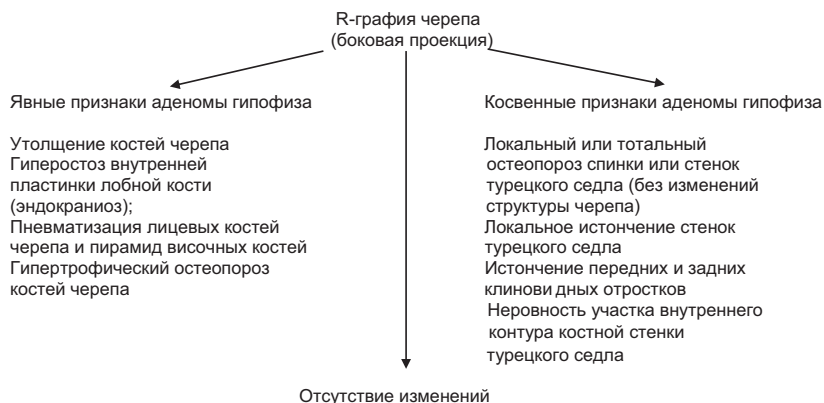 R-графия черепа
(боковая проекция)
Явные признаки аденомы гипофиза
Утолщение костей черепа
Гиперостоз внутренней
пластинки лобной кости
(эндокраниоз);
Пневматизация лицевых костей
черепа и пирамид височных костей
Гипертрофический остеопороз
костей черепа
Косвенные признаки аденомы гипофиза
Локальный или тотальный
остеопороз спинки или стенок
турецкого седла (без изменений
структуры черепа)
Локальное истончение стенок
турецкого седла
Истончение передних и задних
клинови дных отростков
Неровность участка внутреннего
контура костной стенки
турецкого седла
Отсутствие изменений